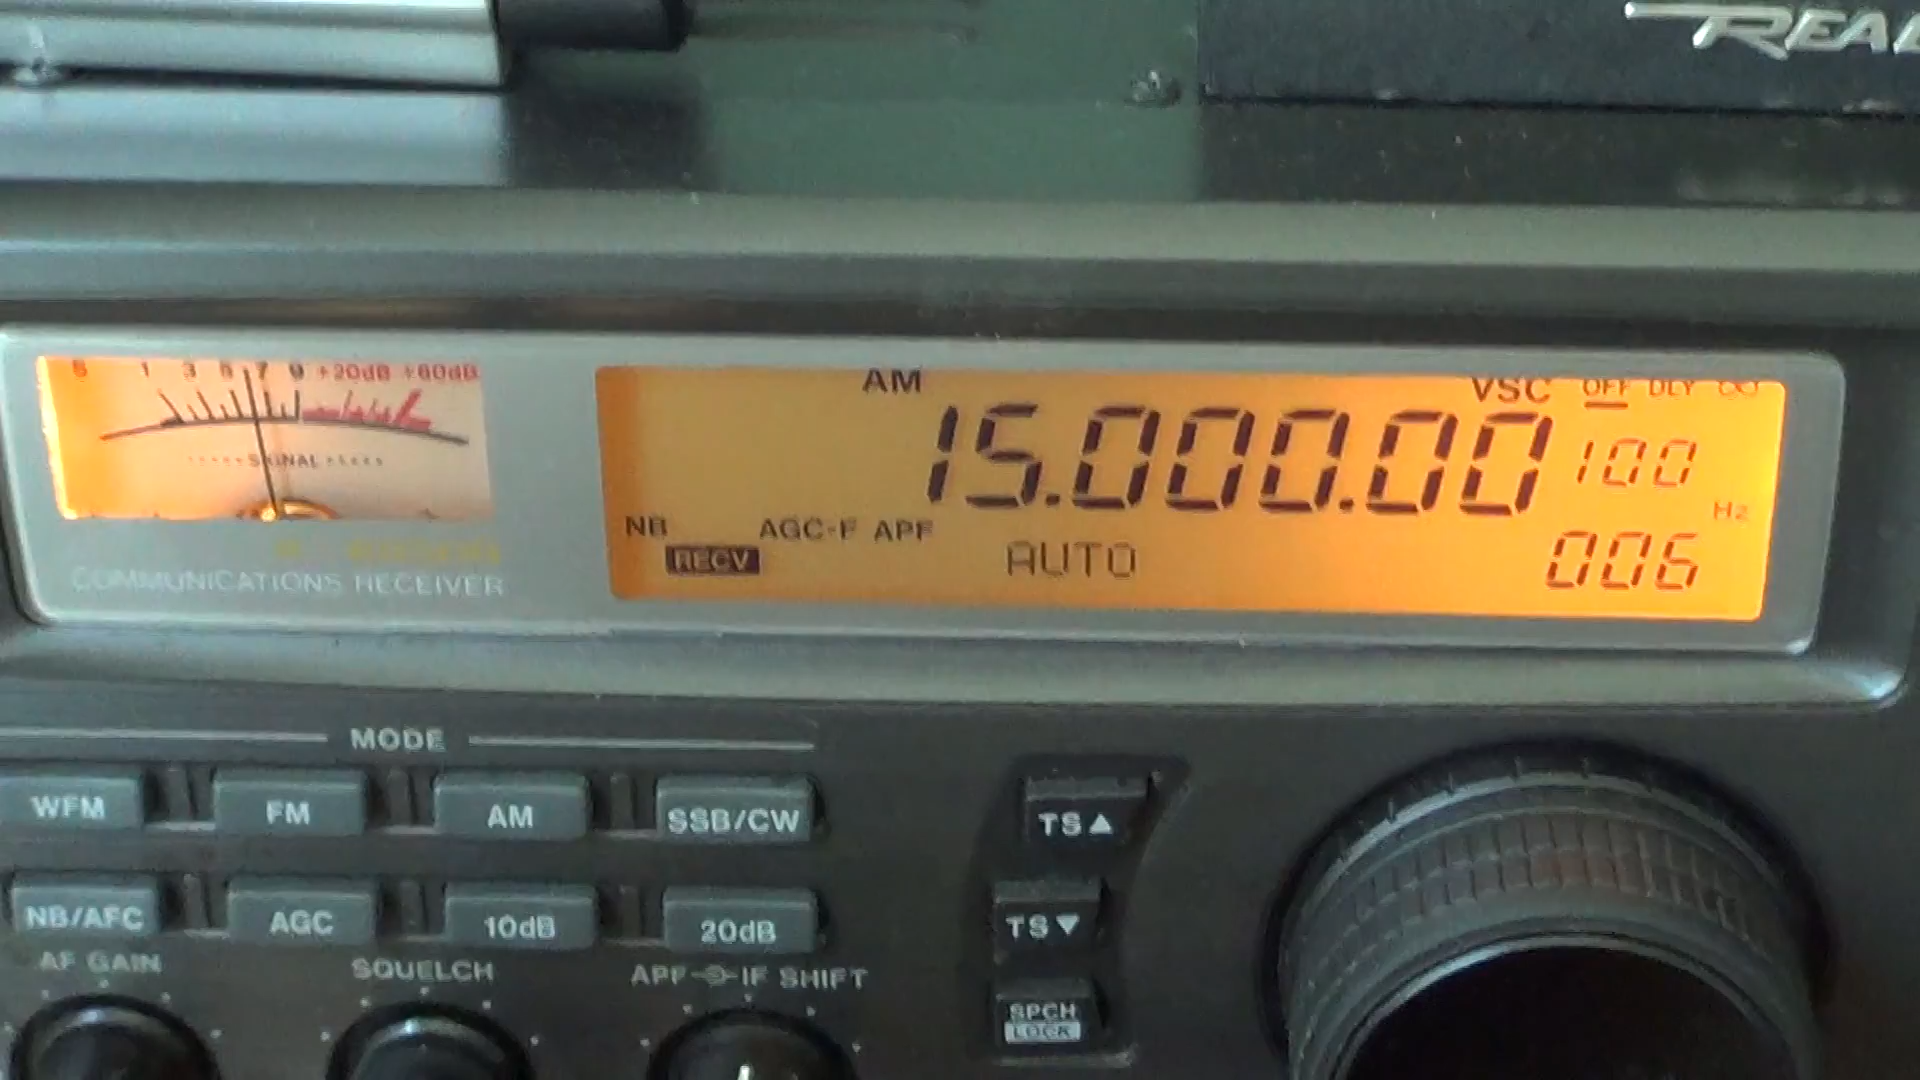 REAL
S 1 3 5 7 9 +20dB +60dB
SIGNAL
COMMUNICATIONS RECEIVER
AM VSC OFF DLY
15.000.00 100
Hz
NB AGC-F APF
RECV AUTO 006
MODE
WFM FM AM SSB/CW
TS▲
NB/AFC AGC 10dB 20dB
TS▼
AF GAIN SQUELCH APF IF SHIFT
SPCH
LOCK